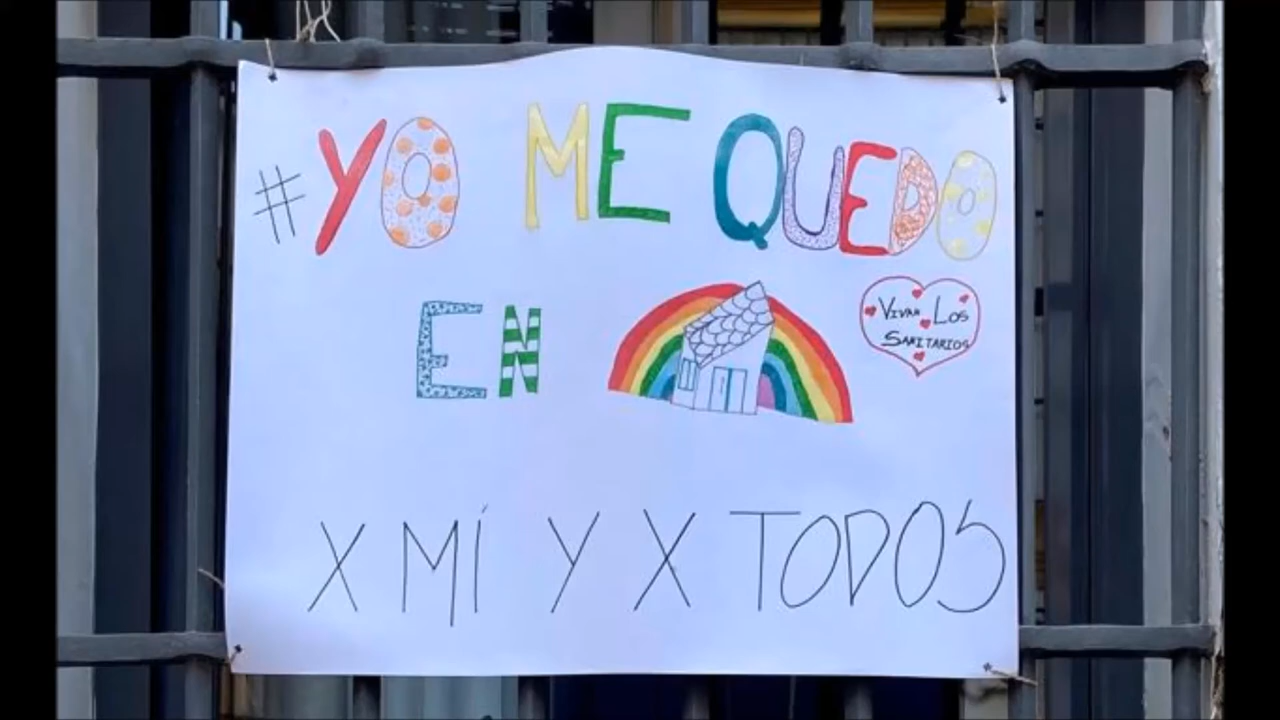 #YO ME QUEDO
EN
VIVAN LOS
SANITARIOS
X MÍ Y X TODOS